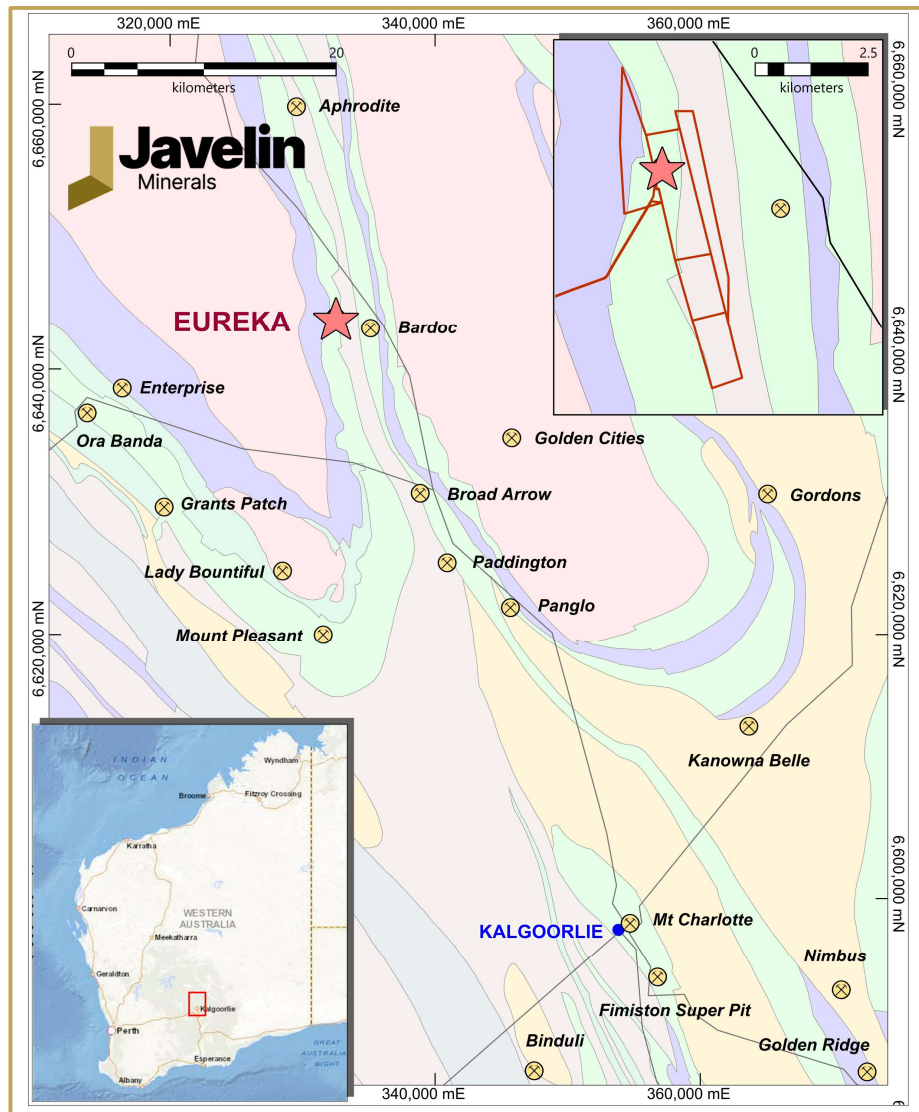 320,000 mE
340,000 mE
360,000 mE
0
20
kilometers
0
2.5
kilometers
6,660,000 mN
6,660,000 mN
Aphrodite
Javelin
Minerals
EUREKA
Bardoc
6,640,000 mN
6,640,000 mN
Enterprise
Ora Banda
Golden Cities
Grants Patch
Broad Arrow
Gordons
Lady Bountiful
Paddington
Panglo
Mount Pleasant
6,620,000 mN
6,620,000 mN
Kanowna Belle
INDIAN
OCEAN
Wyndham
Broome
Fitzroy Crossing
Karratha
WESTERN
AUSTRALIA
Carnarvon
Meekatharra
Geraldton
Kalgoorlie
Perth
Esperance
Albany
GREAT
AUSTRALIA
BIGHT
6,600,000 mN
Mt Charlotte
KALGOORLIE
Nimbus
Fimiston Super Pit
Binduli
Golden Ridge
340,000 mE
360,000 mE